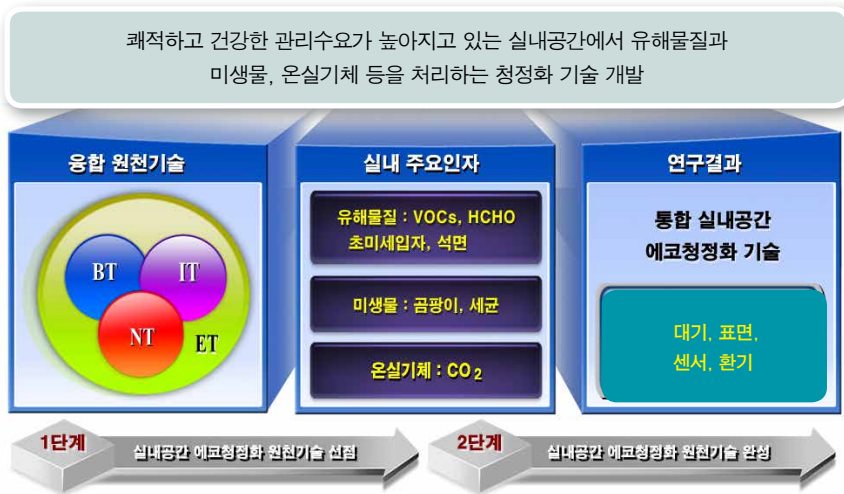 쾌적하고 건강한 관리수요가 높아지고 있는 실내공간에서 유해물질과
미생물, 온실기체 등을 처리하는 청정화 기술 개발
융합 원천기술
BT
IT
NT
ET
실내 주요인자
유해물질 : VOCs, HCHO
초미세입자, 석면
미생물 : 곰팡이, 세균
온실기체 : CO₂
연구결과
통합 실내공간
에코청정화 기술
대기, 표면,
센서, 환기
1단계
실내공간 에코청정화 원천기술 선점
2단계
실내공간 에코청정화 원천기술 완성